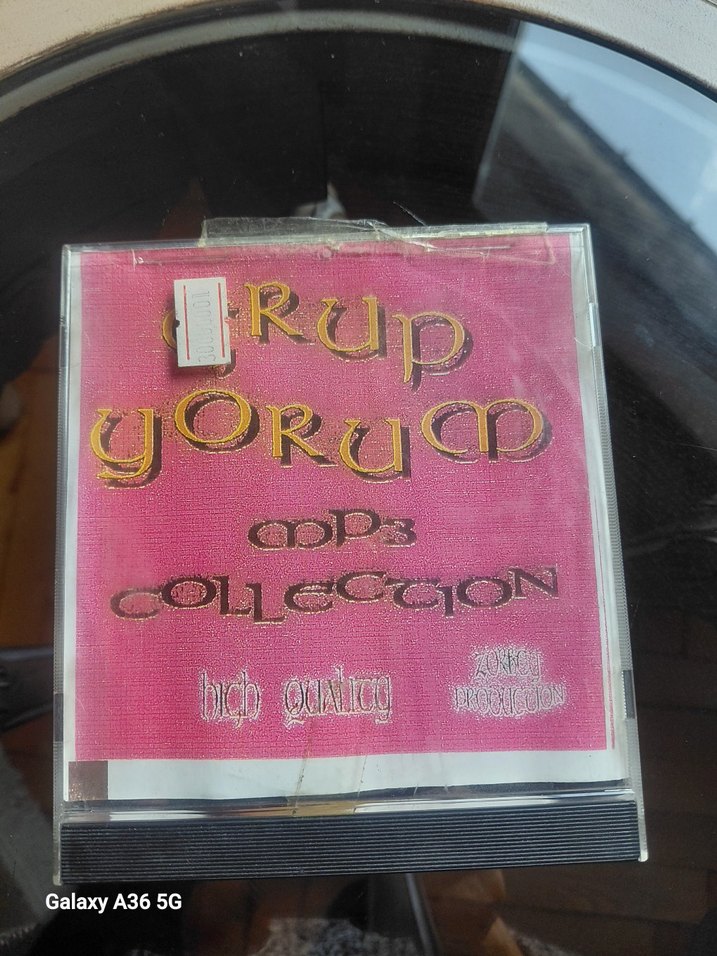 GRUP
YORUM
MP3
COLLECTION
high quality
PRODUCTION
Galaxy A36 5G